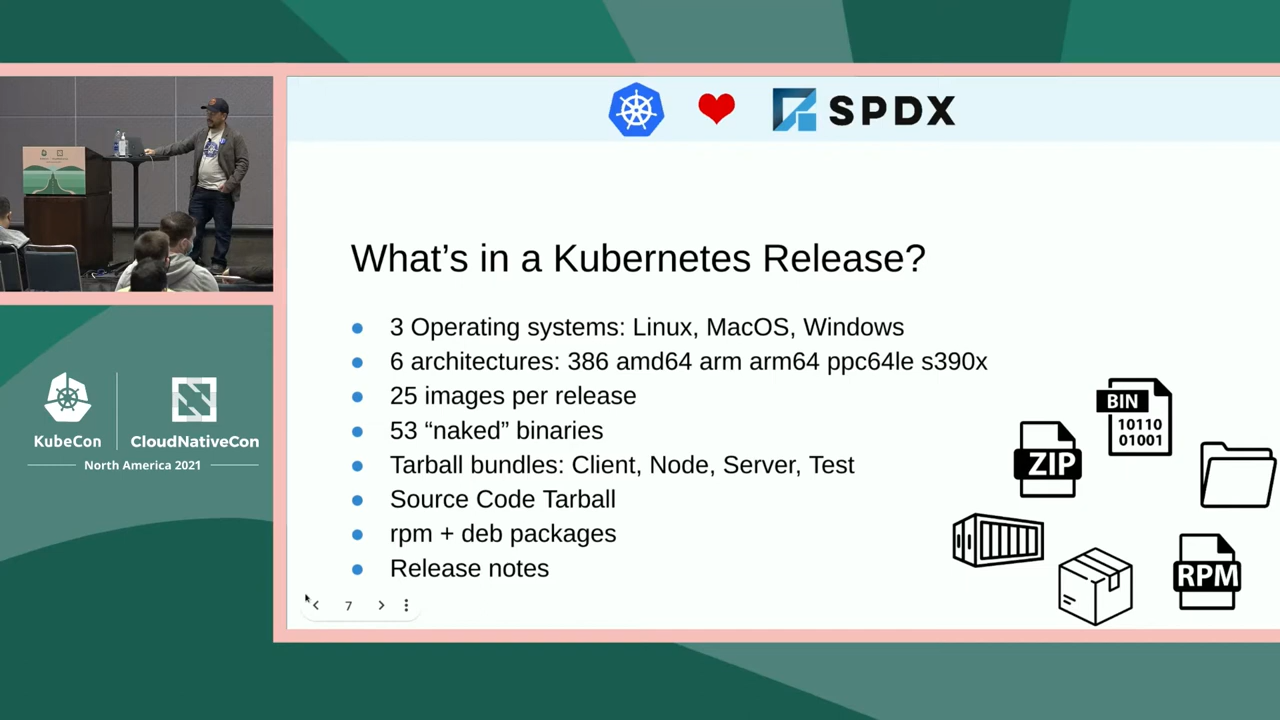 SPDX
What's in a Kubernetes Release?
3 Operating systems: Linux, MacOS, Windows
6 architectures: 386 amd64 arm arm64 ppc64le s390x
25 images per release
53 “naked” binaries
Tarball bundles: Client, Node, Server, Test
Source Code Tarball
rpm + deb packages
Release notes
BIN
10110
01001
ZIP
RPM
7
KubeCon
CloudNativeCon
North America 2021